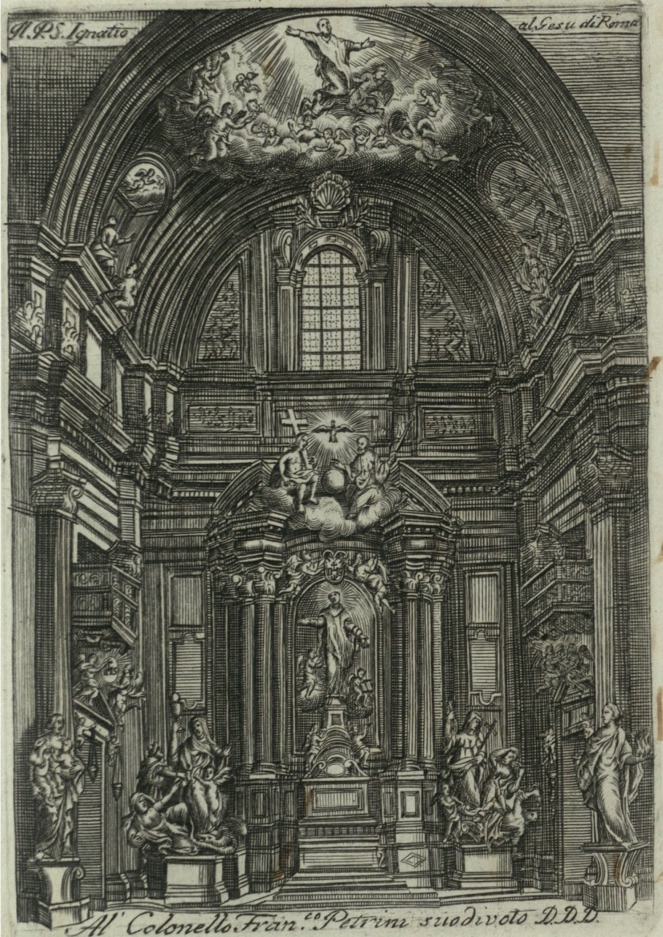 Il P. S. Ignatio al Gesu di Roma
Al' Colonello Fran.co Petrini suo divoto D.D.D.